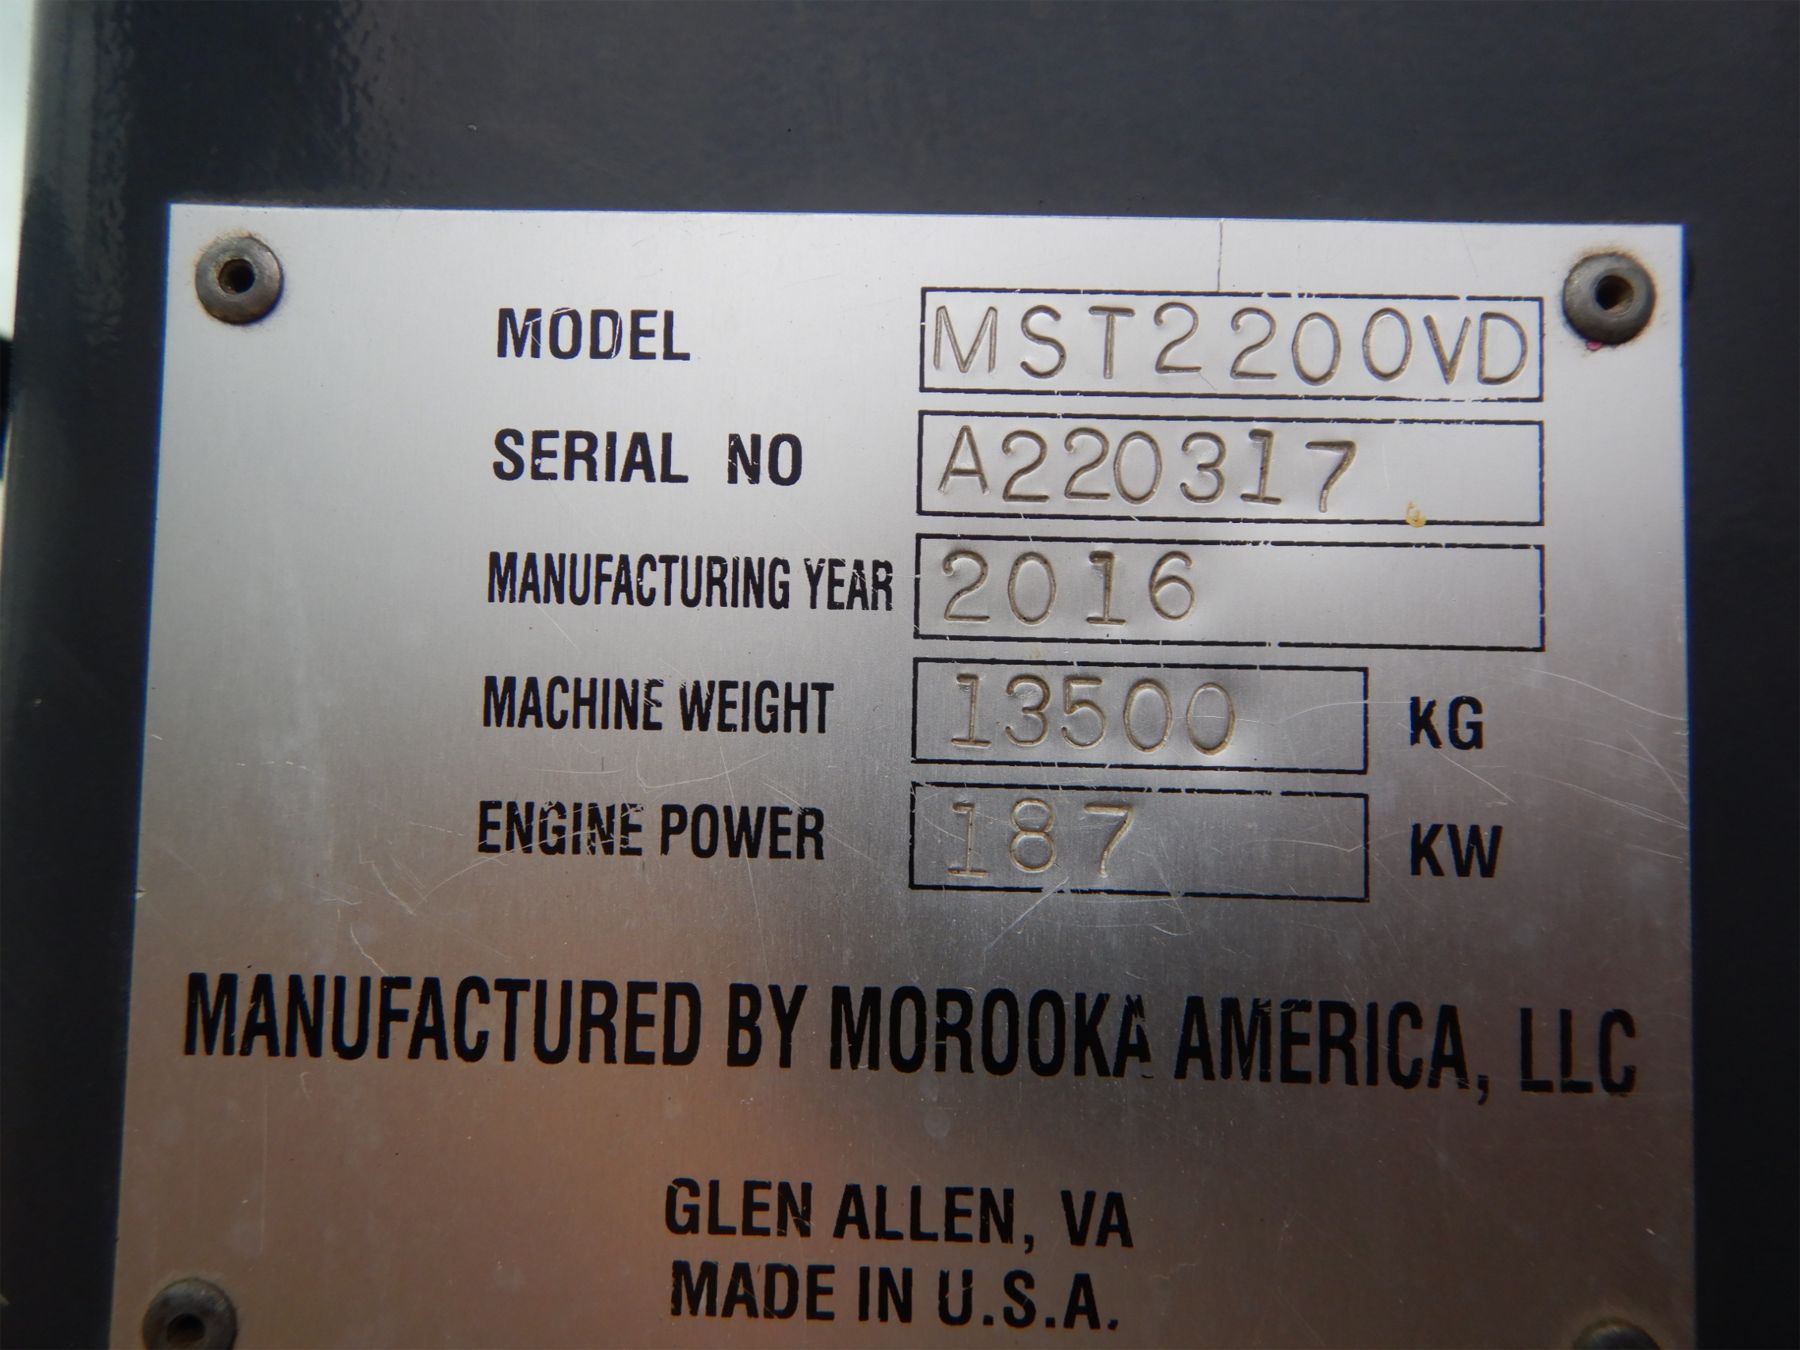 MODEL MST2200VD
SERIAL NO A220317
MANUFACTURING YEAR 2016
MACHINE WEIGHT 13500 KG
ENGINE POWER 187 KW
MANUFACTURED BY MOROOKA AMERICA, LLC
GLEN ALLEN, VA
MADE IN U.S.A.